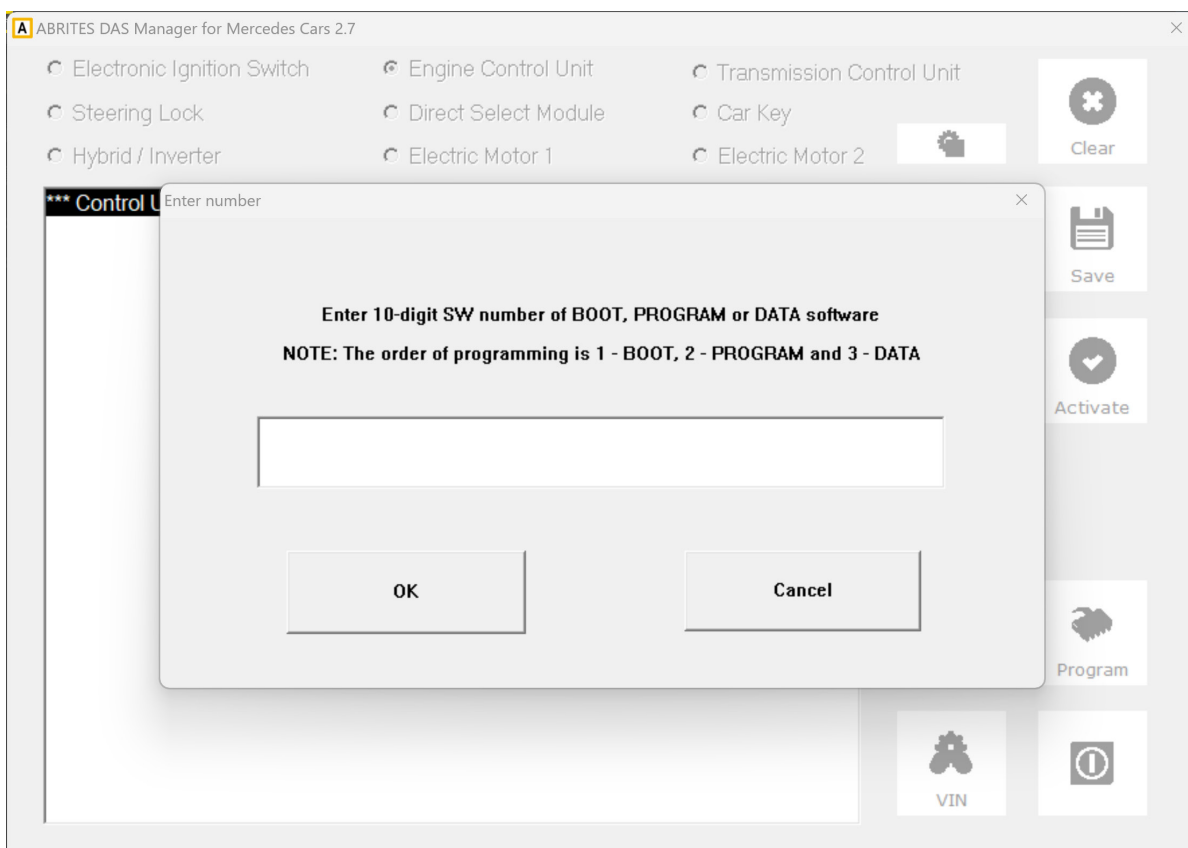 A ABRITES DAS Manager for Mercedes Cars 2.7
Electronic Ignition Switch
Engine Control Unit
Transmission Control Unit
Steering Lock
Direct Select Module
Car Key
Hybrid / Inverter
Electric Motor 1
Electric Motor 2
Clear
*** Control U
Enter number
Enter 10-digit SW number of BOOT, PROGRAM or DATA software
NOTE: The order of programming is 1 - BOOT, 2 - PROGRAM and 3 - DATA
OK
Cancel
Save
Activate
Program
VIN